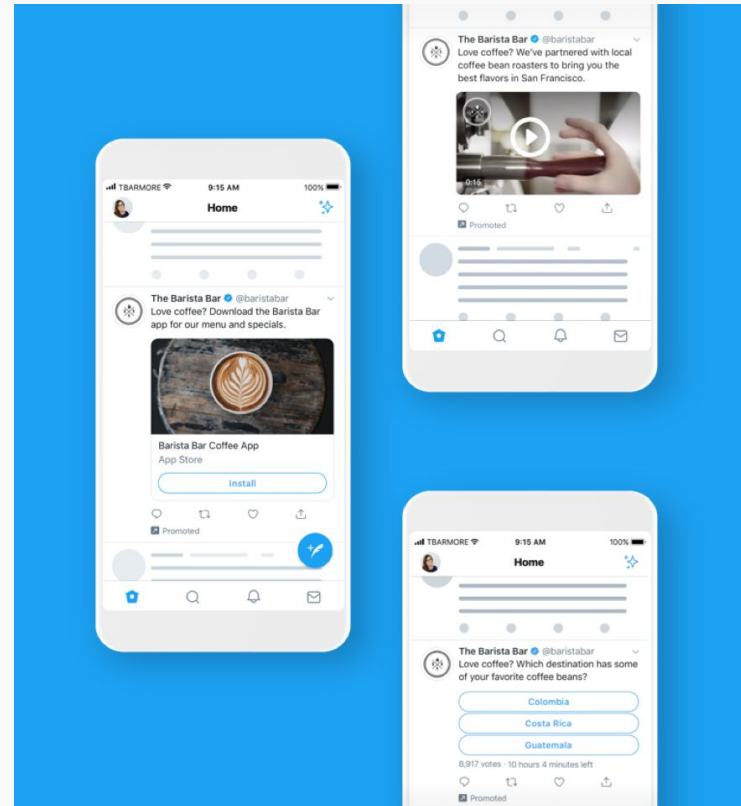 TBARMORE
9:15 AM
100%
Home
The Barista Bar @baristabar
Love coffee? Download the Barista Bar
app for our menu and specials.
Barista Bar Coffee App
App Store
Install
Promoted
The Barista Bar @baristabar
Love coffee? We've partnered with local
coffee bean roasters to bring you the
best flavors in San Francisco.
0:15
Promoted
TBARMORE
9:15 AM
100%
Home
The Barista Bar @baristabar
Love coffee? Which destination has some
of your favorite coffee beans?
Colombia
Costa Rica
Guatemala
8,917 votes · 10 hours 4 minutes left
Promoted